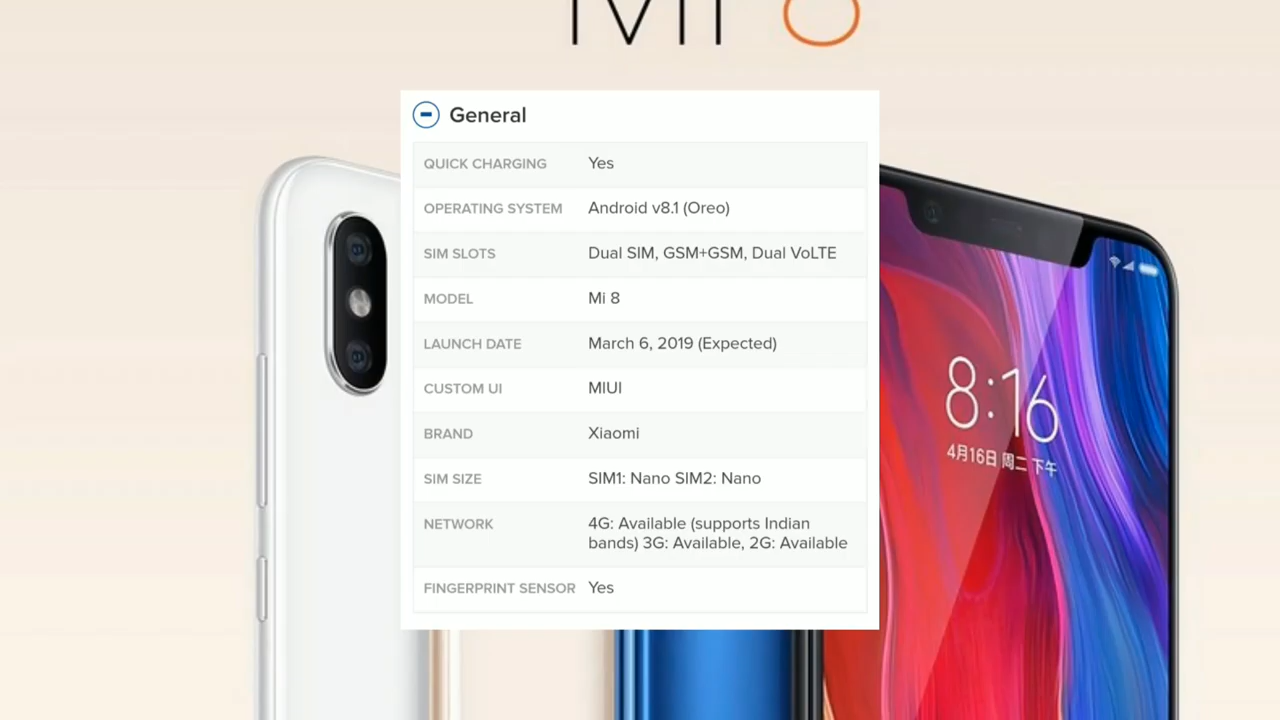 MI 8
General
QUICK CHARGING Yes
OPERATING SYSTEM Android v8.1 (Oreo)
SIM SLOTS Dual SIM, GSM+GSM, Dual VoLTE
MODEL Mi 8
LAUNCH DATE March 6, 2019 (Expected)
CUSTOM UI MIUI
BRAND Xiaomi
SIM SIZE SIM1: Nano SIM2: Nano
NETWORK 4G: Available (supports Indian
bands) 3G: Available, 2G: Available
FINGERPRINT SENSOR Yes
8:16
4月16日 周二 下午